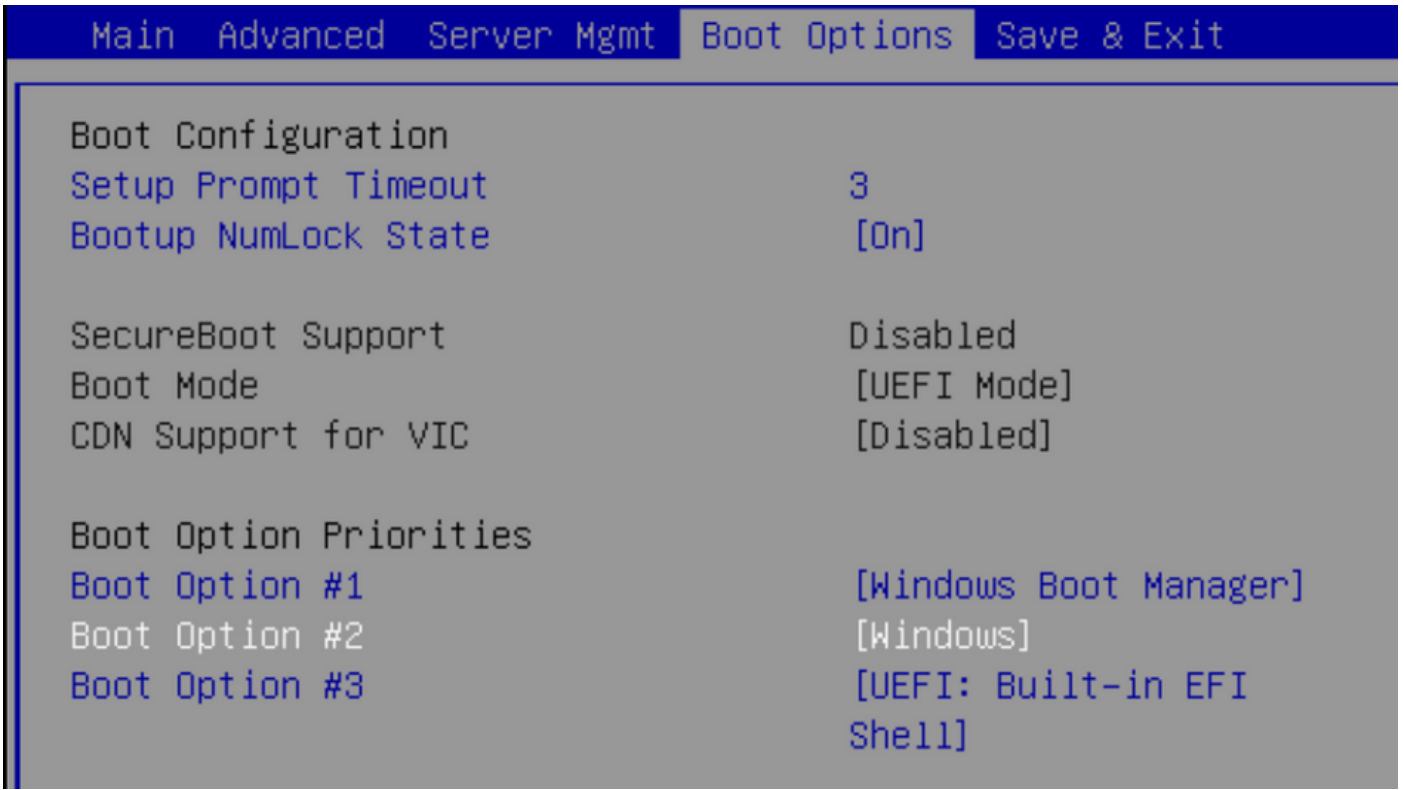 Main Advanced Server Mgmt Boot Options Save & Exit
Boot Configuration
Setup Prompt Timeout 3
Bootup NumLock State [On]
SecureBoot Support Disabled
Boot Mode [UEFI Mode]
CDN Support for VIC [Disabled]
Boot Option Priorities
Boot Option #1 [Windows Boot Manager]
Boot Option #2 [Windows]
Boot Option #3 [UEFI: Built-in EFI
Shell]